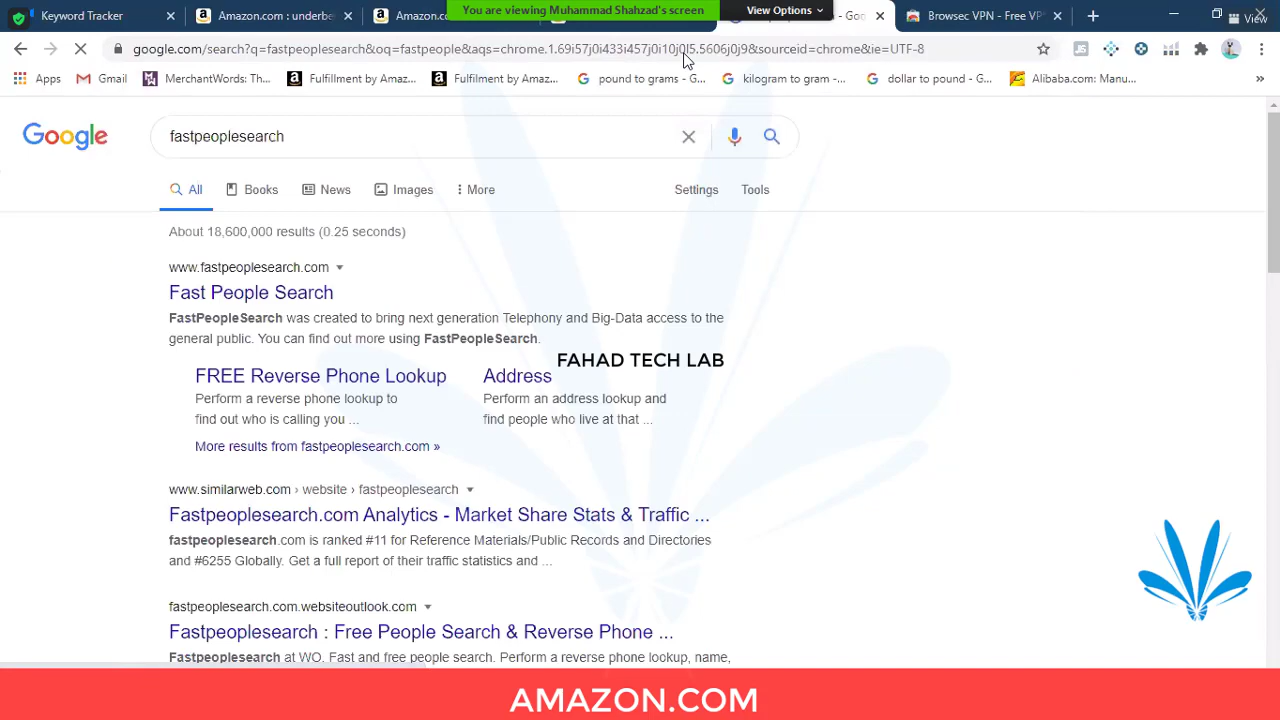 You are viewing Muhammad Shahzad's screen
View Options
View
Keyword Tracker
Amazon.com : underbe
Amazon.co
- Goo
Browsec VPN - Free VP
google.com/search?q=fastpeoplesearch&oq=fastpeople&aqs=chrome.1.69i57j0i433i457j0i10j0l5.5606j0j9&sourceid=chrome&ie=UTF-8
Apps
Gmail
MerchantWords: The...
Fulfillment by Amaz...
Fulfilment by Amaz...
pound to grams - G...
kilogram to gram -...
dollar to pound - G...
Alibaba.com: Manu...
»
Google
fastpeoplesearch
All
Books
News
Images
More
Settings
Tools
About 18,600,000 results (0.25 seconds)
www.fastpeoplesearch.com
Fast People Search
FastPeopleSearch was created to bring next generation Telephony and Big-Data access to the
general public. You can find out more using FastPeopleSearch.
FAHAD TECH LAB
FREE Reverse Phone Lookup
Perform a reverse phone lookup to
find out who is calling you ...
Address
Perform an address lookup and
find people who live at that ...
More results from fastpeoplesearch.com »
www.similarweb.com › website › fastpeoplesearch
Fastpeoplesearch.com Analytics - Market Share Stats & Traffic ...
fastpeoplesearch.com is ranked #11 for Reference Materials/Public Records and Directories
and #6255 Globally. Get a full report of their traffic statistics and ...
fastpeoplesearch.com.websiteoutlook.com
Fastpeoplesearch : Free People Search & Reverse Phone ...
Fastpeoplesearch at WO. Fast and free people search. Perform a reverse phone lookup, name,
AMAZON.COM